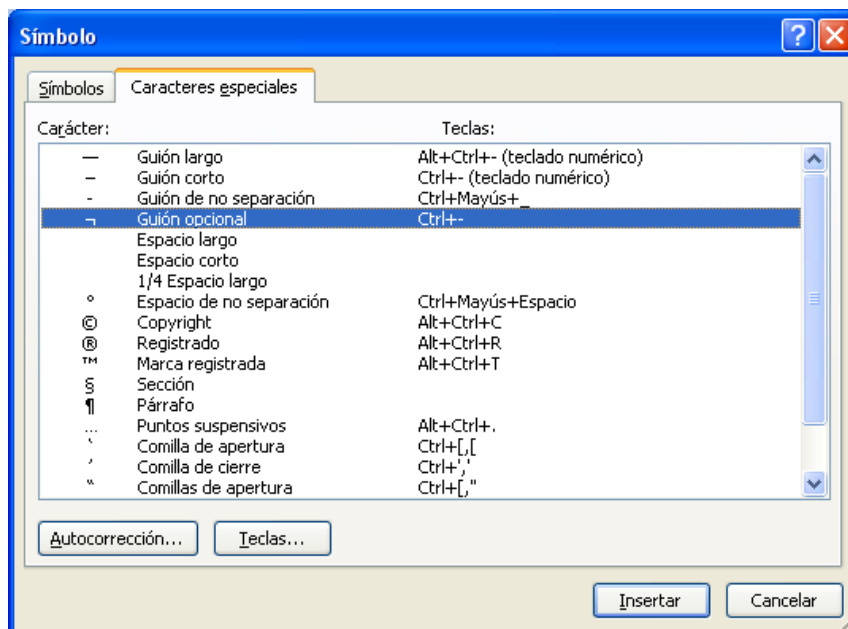 Símbolo
Símbolos Caracteres especiales
Carácter: Teclas:
— Guión largo Alt+Ctrl+- (teclado numérico)
– Guión corto Ctrl+- (teclado numérico)
- Guión de no separación Ctrl+Mayús+_
¬ Guión opcional Ctrl+-
Espacio largo
Espacio corto
1/4 Espacio largo
° Espacio de no separación Ctrl+Mayús+Espacio
© Copyright Alt+Ctrl+C
® Registrado Alt+Ctrl+R
™ Marca registrada Alt+Ctrl+T
§ Sección
¶ Párrafo
… Puntos suspensivos Alt+Ctrl+.
‘ Comilla de apertura Ctrl+[,[
’ Comilla de cierre Ctrl+','
“ Comillas de apertura Ctrl+[,"
Autocorrección... Teclas...
Insertar Cancelar